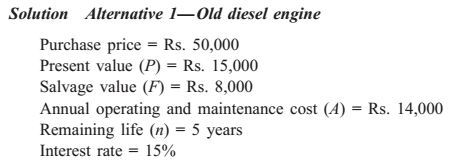 Solution Alternative 1—Old diesel engine
Purchase price = Rs. 50,000
Present value (P) = Rs. 15,000
Salvage value (F) = Rs. 8,000
Annual operating and maintenance cost (A) = Rs. 14,000
Remaining life (n) = 5 years
Interest rate = 15%